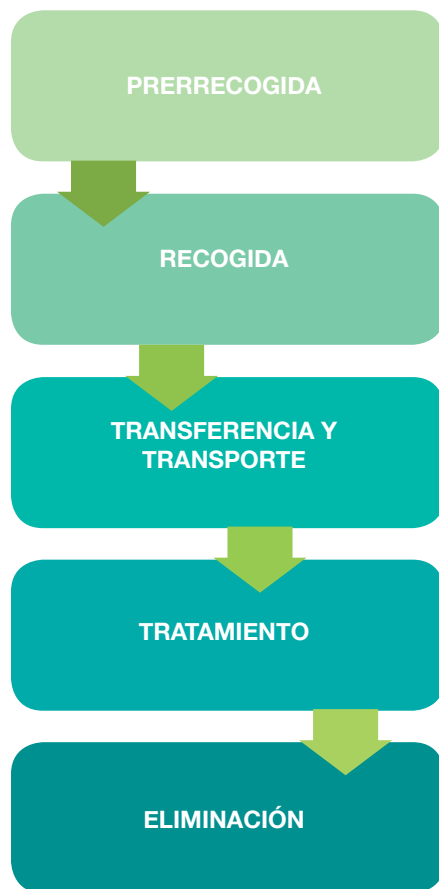 PRERRECOGIDA
RECOGIDA
TRANSFERENCIA Y
TRANSPORTE
TRATAMIENTO
ELIMINACIÓN